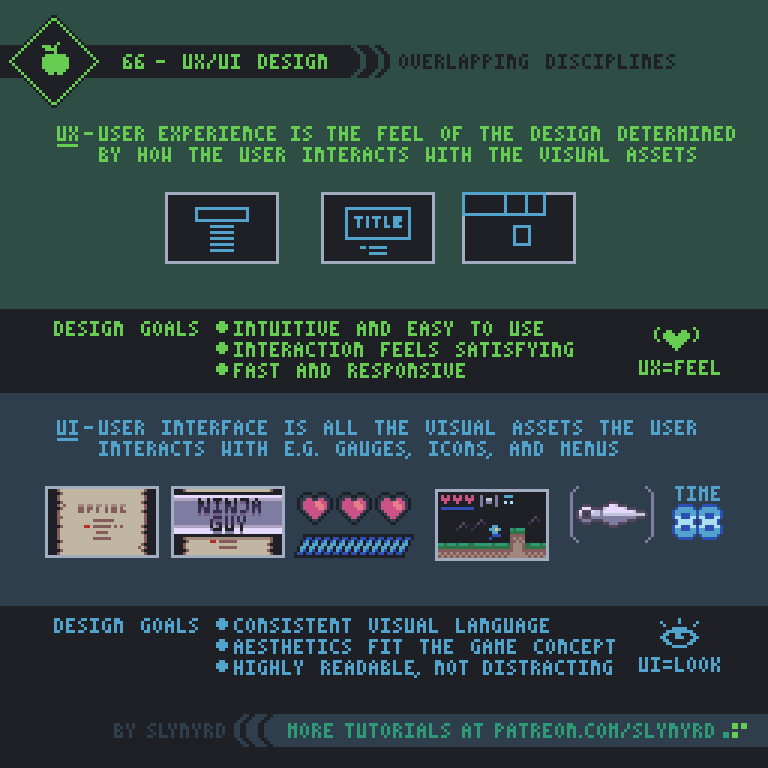 66 - UX/UI DESIGN
OVERLAPPING DISCIPLINES
UX-USER EXPERIENCE IS THE FEEL OF THE DESIGN DETERMINED
BY HOW THE USER INTERACTS WITH THE VISUAL ASSETS
TITLE
DESIGN GOALS
• INTUITIVE AND EASY TO USE
• INTERACTION FEELS SATISFYING
• FAST AND RESPONSIVE
UX=FEEL
UI-USER INTERFACE IS ALL THE VISUAL ASSETS THE USER
INTERACTS WITH E.G. GAUGES, ICONS, AND MENUS
NINJA
GUY
TIME
88
DESIGN GOALS
• CONSISTENT VISUAL LANGUAGE
• AESTHETICS FIT THE GAME CONCEPT
• HIGHLY READABLE, NOT DISTRACTING
UI=LOOK
BY SLYNYRD
MORE TUTORIALS AT PATREON.COM/SLYNYRD